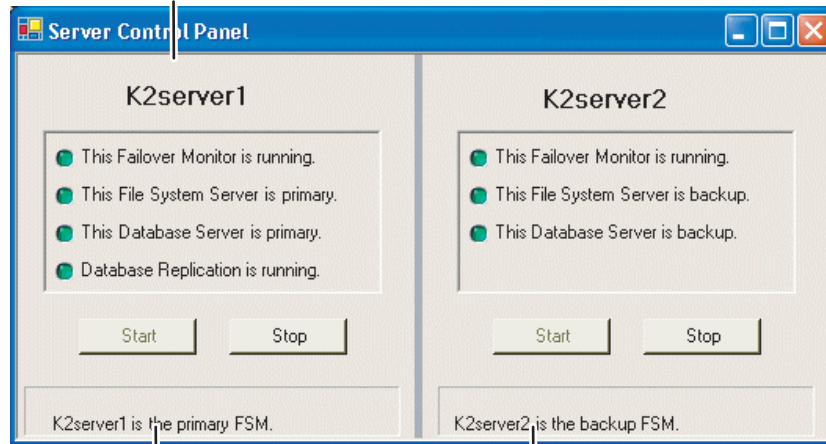 Server Control Panel
K2server1
This Failover Monitor is running.
This File System Server is primary.
This Database Server is primary.
Database Replication is running.
Start
Stop
K2server1 is the primary FSM.
K2server2
This Failover Monitor is running.
This File System Server is backup.
This Database Server is backup.
Start
Stop
K2server2 is the backup FSM.